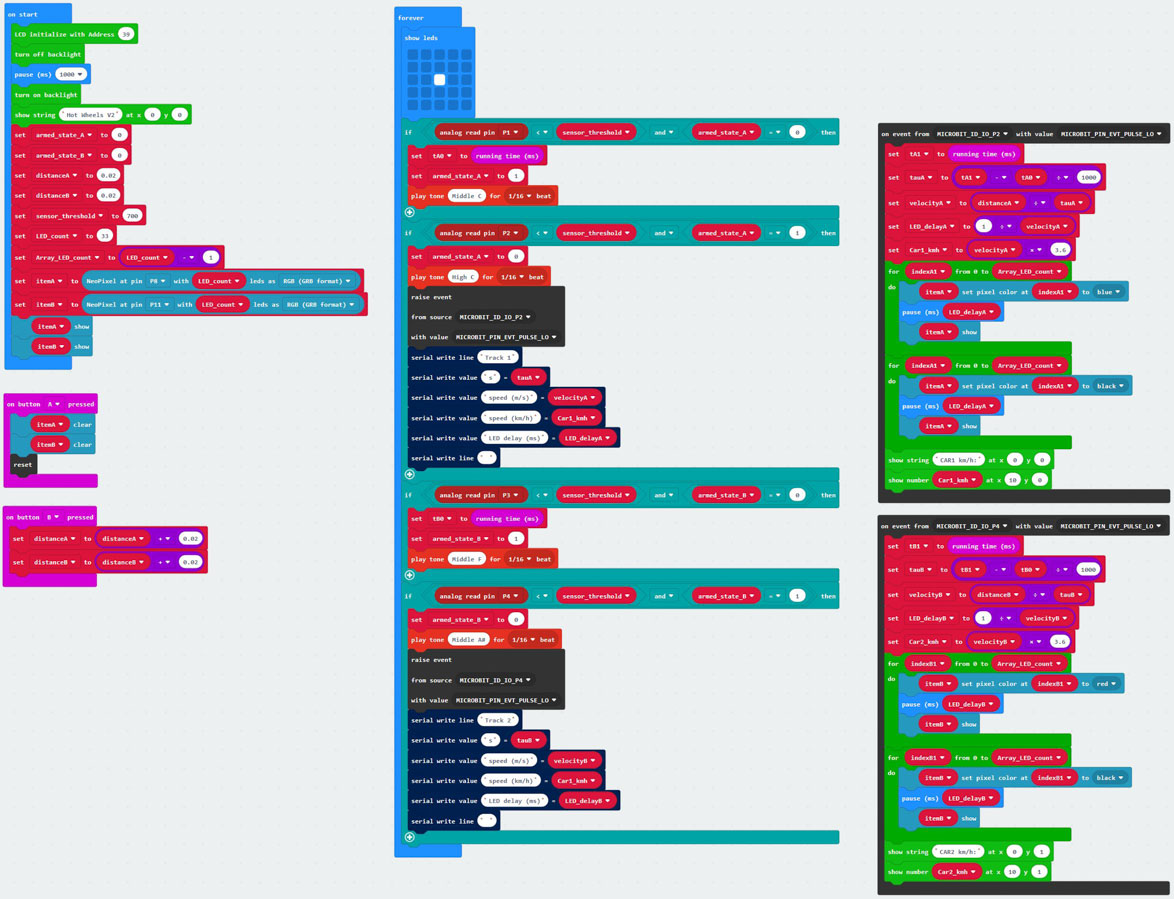 on start
LCD initialize with Address 39
turn off backlight
pause (ms) 1000
turn on backlight
show string "Hot Wheels V2" at x 0 y 0
set armed_state_A to 0
set armed_state_B to 0
set distanceA to 0.02
set distanceB to 0.02
set sensor_threshold to 700
set LED_count to 33
set Array_LED_count to LED_count - 1
set itemA to NeoPixel at pin P8 with LED_count leds as RGB (GRB format)
set itemB to NeoPixel at pin P11 with LED_count leds as RGB (GRB format)
itemA show
itemB show
on button A pressed
itemA clear
itemB clear
reset
on button B pressed
set distanceA to distanceA + 0.02
set distanceB to distanceB + 0.02
forever
show leds
if analog read pin P1 < sensor_threshold and armed_state_A = 0 then
set tA0 to running time (ms)
set armed_state_A to 1
play tone Middle C for 1/16 beat
if analog read pin P2 < sensor_threshold and armed_state_A = 1 then
set armed_state_A to 0
play tone High C for 1/16 beat
raise event
from source MICROBIT_ID_IO_P2
with value MICROBIT_PIN_EVT_PULSE_LO
serial write line "Track 1"
serial write value "s" = tauA
serial write value "speed (m/s)" = velocityA
serial write value "speed (km/h)" = Car1_kmh
serial write value "LED delay (ms)" = LED_delayA
serial write line " "
if analog read pin P3 < sensor_threshold and armed_state_B = 0 then
set tB0 to running time (ms)
set armed_state_B to 1
play tone Middle F for 1/16 beat
if analog read pin P4 < sensor_threshold and armed_state_B = 1 then
set armed_state_B to 0
play tone Middle A# for 1/16 beat
raise event
from source MICROBIT_ID_IO_P4
with value MICROBIT_PIN_EVT_PULSE_LO
serial write line "Track 2"
serial write value "s" = tauB
serial write value "speed (m/s)" = velocityB
serial write value "speed (km/h)" = Car1_kmh
serial write value "LED delay (ms)" = LED_delayB
serial write line " "
on event from MICROBIT_ID_IO_P2 with value MICROBIT_PIN_EVT_PULSE_LO
set tA1 to running time (ms)
set tauA to tA1 - tA0 ÷ 1000
set velocityA to distanceA ÷ tauA
set LED_delayA to 1 ÷ velocityA
set Car1_kmh to velocityA × 3.6
for indexA1 from 0 to Array_LED_count
do itemA set pixel color at indexA1 to blue
pause (ms) LED_delayA
itemA show
for indexA1 from 0 to Array_LED_count
do itemA set pixel color at indexA1 to black
pause (ms) LED_delayA
itemA show
show string "CAR1 km/h:" at x 0 y 0
show number Car1_kmh at x 10 y 0
on event from MICROBIT_ID_IO_P4 with value MICROBIT_PIN_EVT_PULSE_LO
set tB1 to running time (ms)
set tauB to tB1 - tB0 ÷ 1000
set velocityB to distanceB ÷ tauB
set LED_delayB to 1 ÷ velocityB
set Car2_kmh to velocityB × 3.6
for indexB1 from 0 to Array_LED_count
do itemB set pixel color at indexB1 to red
pause (ms) LED_delayB
itemB show
for indexB1 from 0 to Array_LED_count
do itemB set pixel color at indexB1 to black
pause (ms) LED_delayB
itemB show
show string "CAR2 km/h:" at x 0 y 1
show number Car2_kmh at x 10 y 1